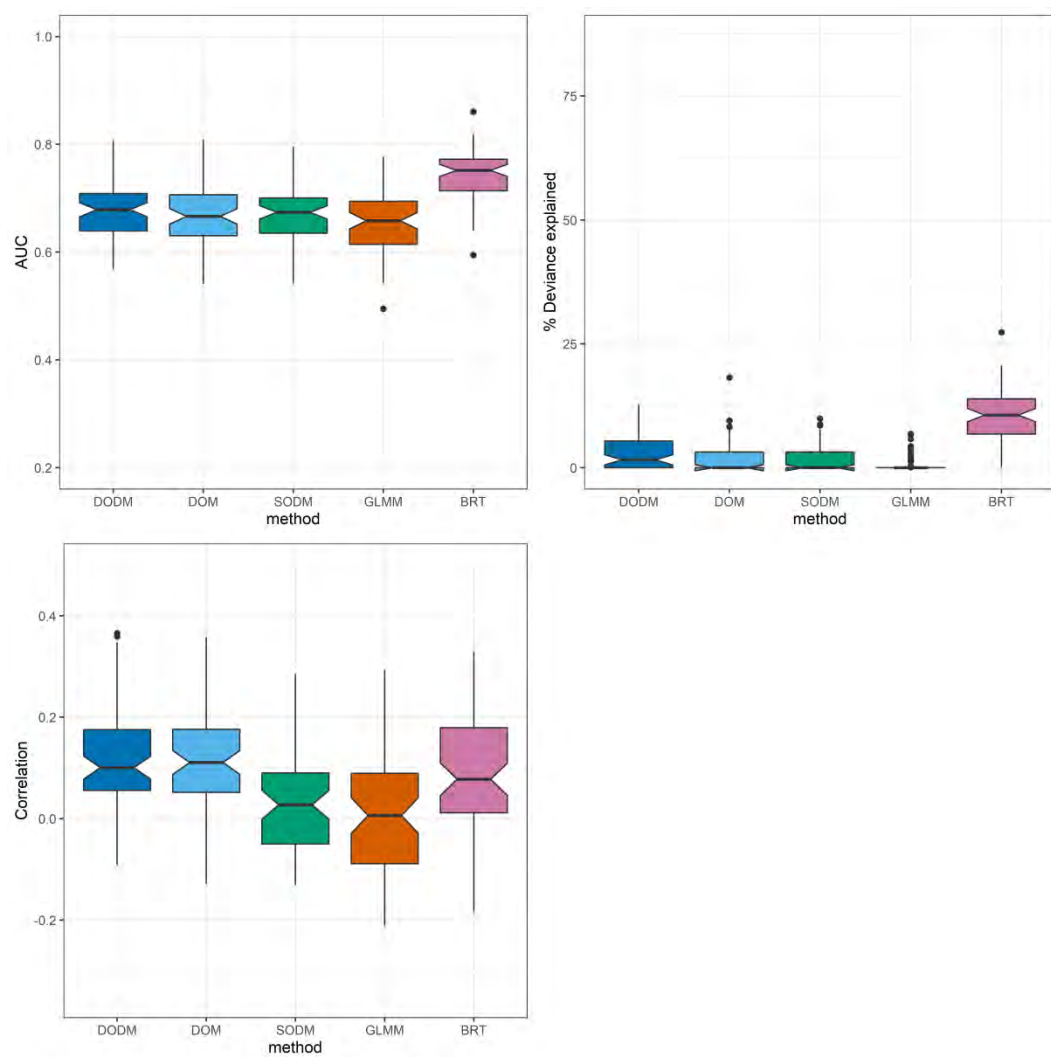 AUC
1.0
0.8
0.6
0.4
0.2
DODM DOM SODM GLMM BRT
method
% Deviance explained
75
50
25
0
DODM DOM SODM GLMM BRT
method
Correlation
0.4
0.2
0.0
-0.2
DODM DOM SODM GLMM BRT
method